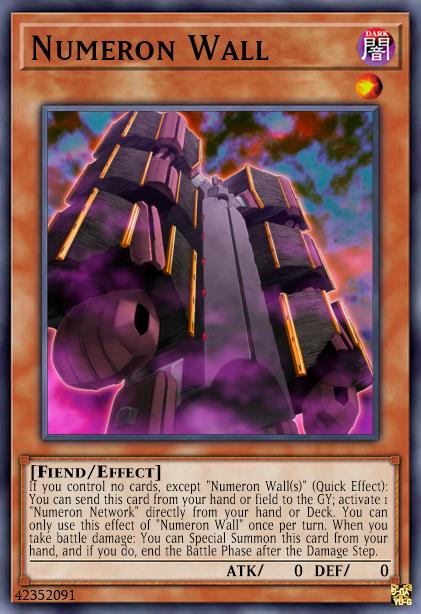 NUMERON WALL
DARK
闇
[FIEND/EFFECT]
If you control no cards, except "Numeron Wall(s)" (Quick Effect):
You can send this card from your hand or field to the GY; activate 1
"Numeron Network" directly from your hand or Deck. You can
only use this effect of "Numeron Wall" once per turn. When you
take battle damage: You can Special Summon this card from your
hand, and if you do, end the Battle Phase after the Damage Step.
ATK/ 0 DEF/ 0
42352091